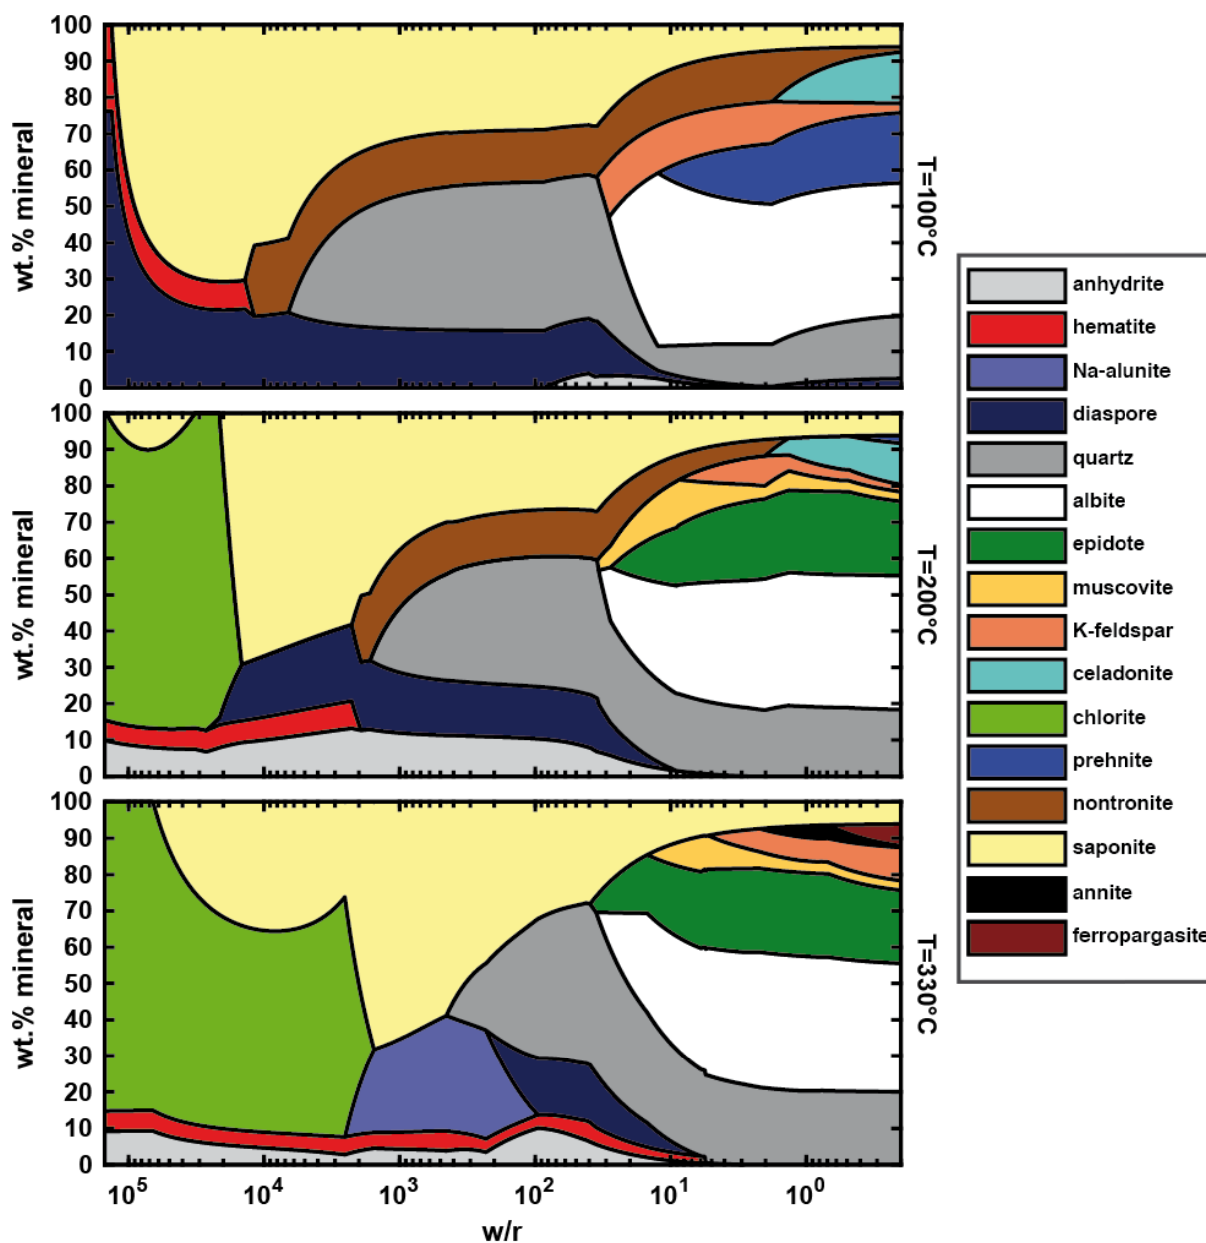 100
90
80
70
60
50
40
30
20
10
0
wt.% mineral
T=100°C
100
90
80
70
60
50
40
30
20
10
0
wt.% mineral
T=200°C
100
90
80
70
60
50
40
30
20
10
0
wt.% mineral
T=330°C
10⁵ 10⁴ 10³ 10² 10¹ 10⁰
w/r
anhydrite
hematite
Na-alunite
diaspore
quartz
albite
epidote
muscovite
K-feldspar
celadonite
chlorite
prehnite
nontronite
saponite
annite
ferropargasite